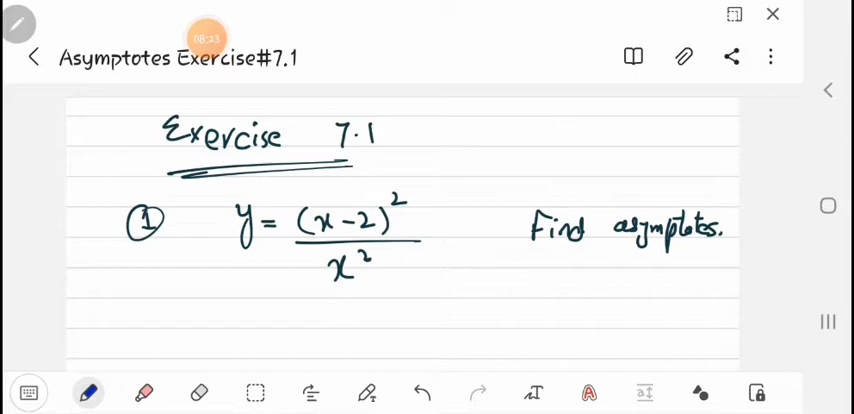 08:23
Asymptotes Exercise#7.1
Exercise 7.1
① y = (x-2)² / x² Find asymptotes.